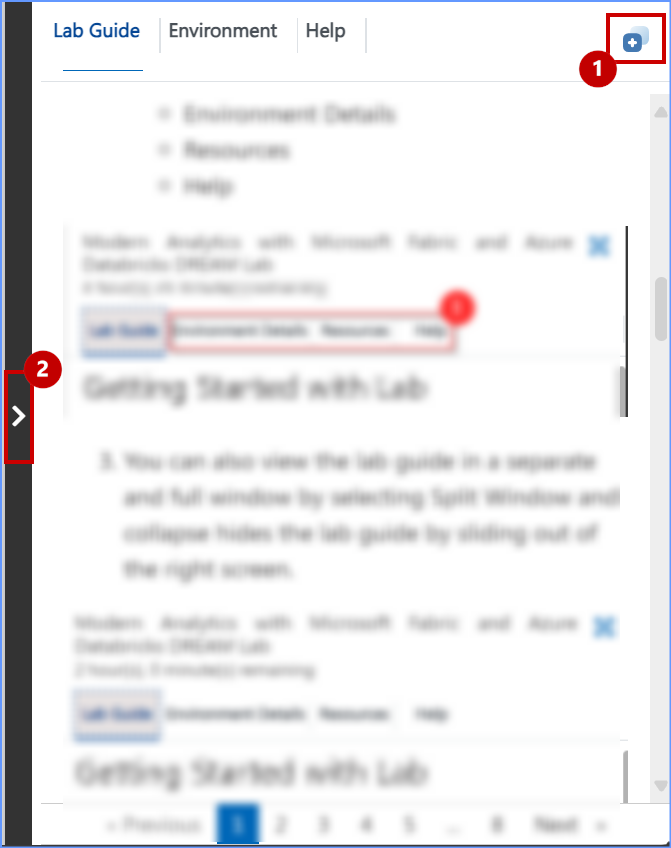 Lab Guide Environment Help
1
Environment Details
Resources
Help
Modern Analytics with Microsoft Fabric and Azure
Databricks DREAM Lab
Lab Guide Environment Details Resources Help
Getting Started with Lab
2
3. You can also view the lab guide in a separate
and full window by selecting Split Window and
collapse hides the lab guide by sliding out of
the right screen.
Modern Analytics with Microsoft Fabric and Azure
Databricks DREAM Lab
2 hour(s), 3 minute(s) remaining
Lab Guide Environment Details Resources Help
Getting Started with Lab
« Previous 1 2 3 4 5 ... 8 Next »